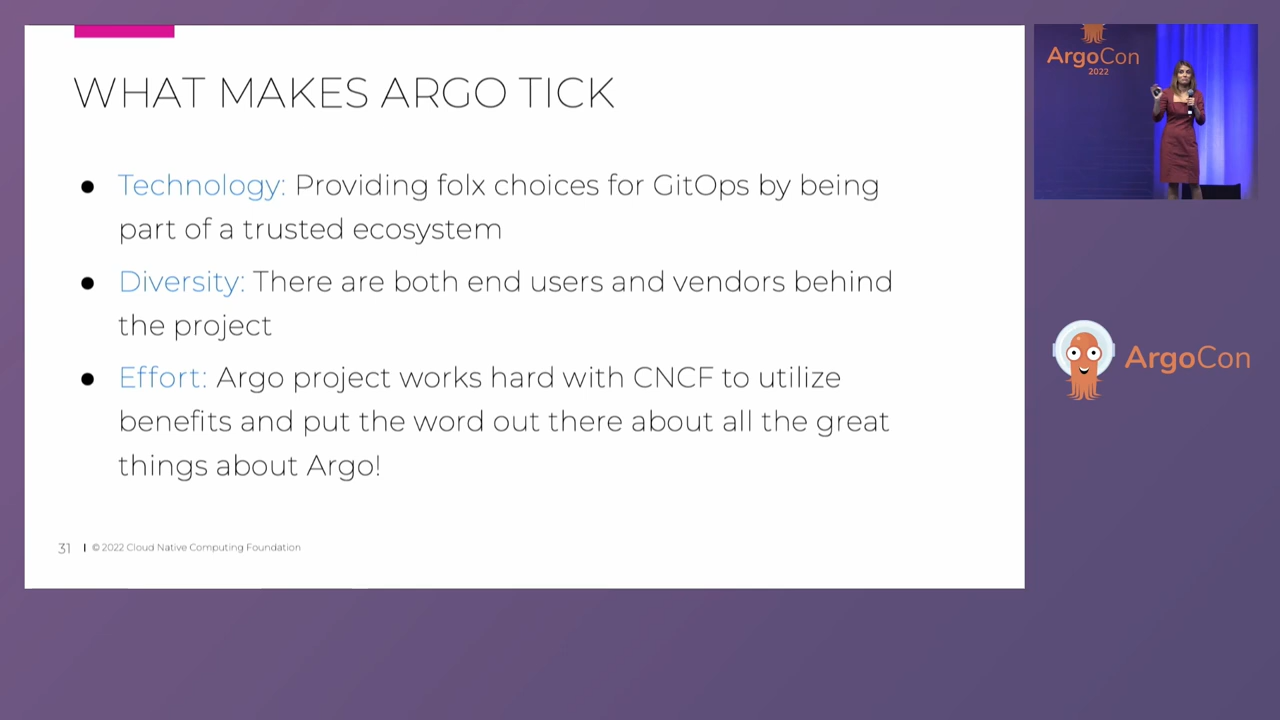 WHAT MAKES ARGO TICK
● Technology: Providing folx choices for GitOps by being
part of a trusted ecosystem
● Diversity: There are both end users and vendors behind
the project
● Effort: Argo project works hard with CNCF to utilize
benefits and put the word out there about all the great
things about Argo!
31 | © 2022 Cloud Native Computing Foundation
ArgoCon
2022
ArgoCon